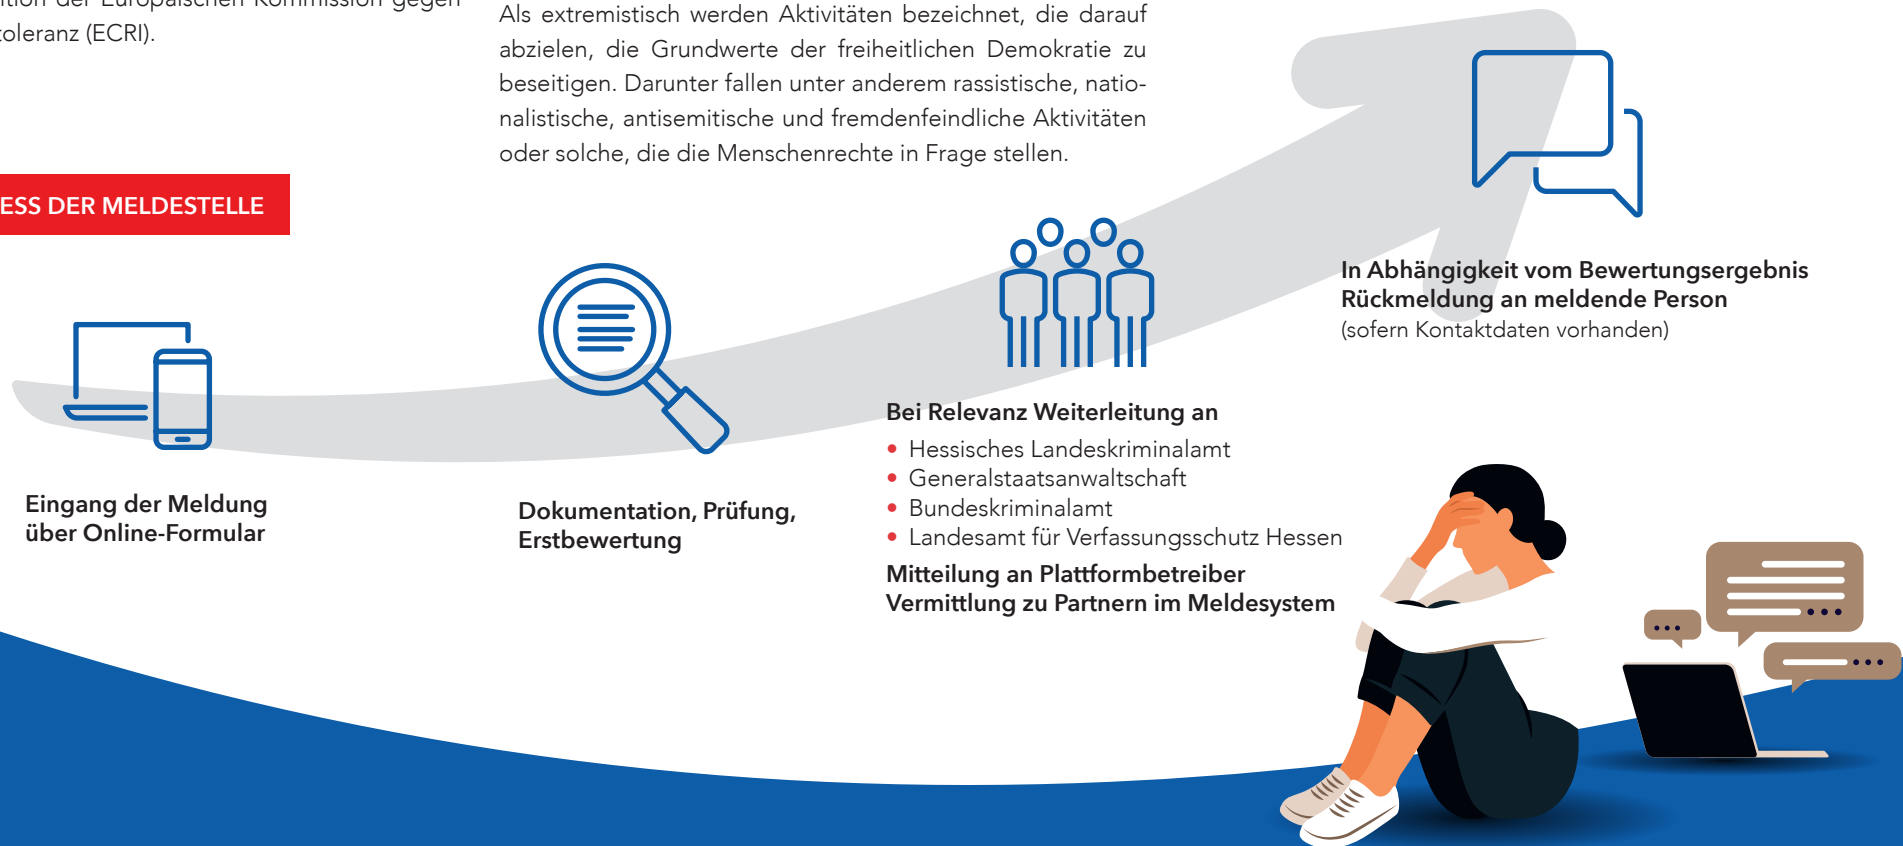 der Europäischen Kommission gegen
(ECRI).
Als extremistisch werden Aktivitäten bezeichnet, die darauf
abzielen, die Grundwerte der freiheitlichen Demokratie zu
beseitigen. Darunter fallen unter anderem rassistische, natio-
nalistische, antisemitische und fremdenfeindliche Aktivitäten
oder solche, die die Menschenrechte in Frage stellen.
ESS DER MELDESTELLE
Eingang der Meldung
über Online-Formular
Dokumentation, Prüfung,
Erstbewertung
Bei Relevanz Weiterleitung an
• Hessisches Landeskriminalamt
• Generalstaatsanwaltschaft
• Bundeskriminalamt
• Landesamt für Verfassungsschutz Hessen
Mitteilung an Plattformbetreiber
Vermittlung zu Partnern im Meldesystem
In Abhängigkeit vom Bewertungsergebnis
Rückmeldung an meldende Person
(sofern Kontaktdaten vorhanden)